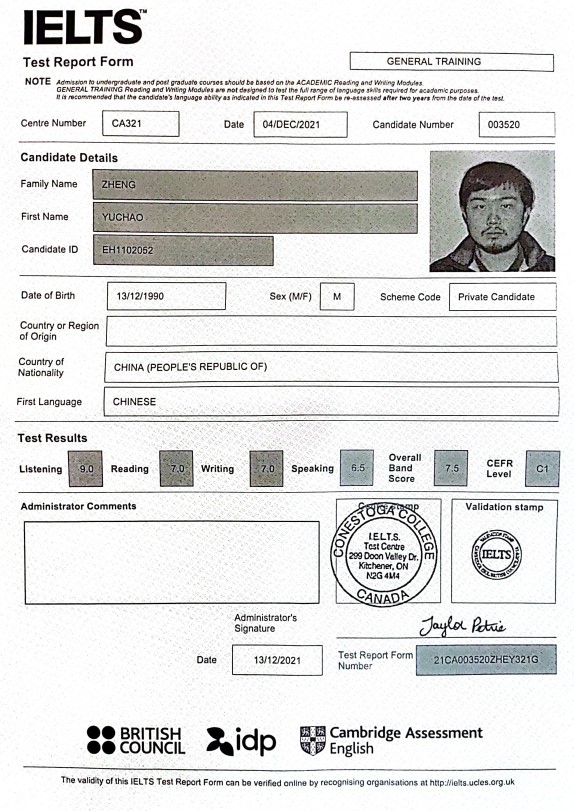 IELTS™
Test Report Form
GENERAL TRAINING
NOTE Admission to undergraduate and post graduate courses should be based on the ACADEMIC Reading and Writing Modules.
GENERAL TRAINING Reading and Writing Modules are not designed to test the full range of language skills required for academic purposes.
It is recommended that the candidate's language ability as indicated in this Test Report Form be re-assessed after two years from the date of the test.
Centre Number CA321 Date 04/DEC/2021 Candidate Number 003520
Candidate Details
Family Name ZHENG
First Name YUCHAO
Candidate ID EH1102052
Date of Birth 13/12/1990 Sex (M/F) M Scheme Code Private Candidate
Country or Region
of Origin
Country of
Nationality
CHINA (PEOPLE'S REPUBLIC OF)
First Language CHINESE
Test Results
Listening 9.0 Reading 7.0 Writing 7.0 Speaking 6.5
Overall
Band
Score
7.5
CEFR
Level
C1
Administrator Comments
Centre stamp
CONESTOGA COLLEGE
I.E.L.T.S.
Test Centre
299 Doon Valley Dr.
Kitchener, ON
N2G 4M4
CANADA
Validation stamp
IELTS
Administrator's
Signature
Taylor Petrie
Date 13/12/2021
Test Report Form
Number
21CA003520ZHEY321G
BRITISH
COUNCIL
idp
Cambridge Assessment
English
The validity of this IELTS Test Report Form can be verified online by recognising organisations at http://ielts.ucles.org.uk